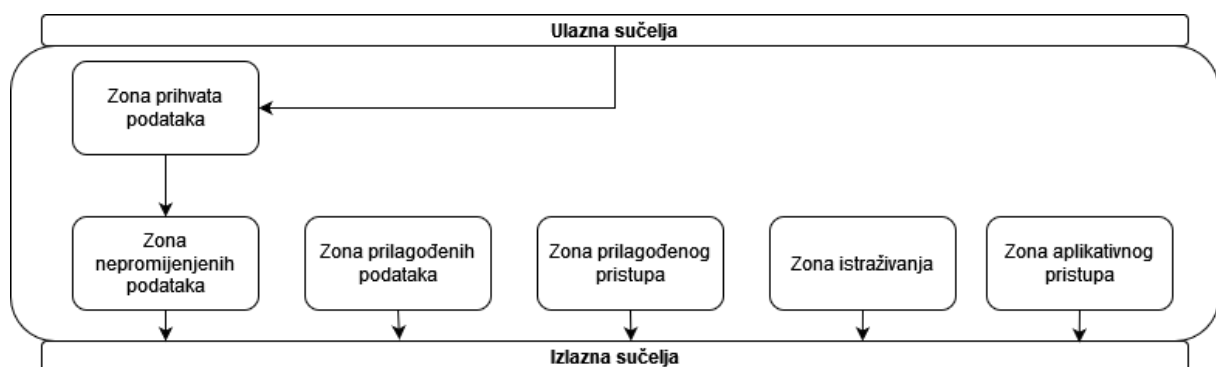 Ulazna sučelja
Zona prihvata
podataka
Zona
nepromijenjenih
podataka
Zona prilagođenih
podataka
Zona prilagođenog
pristupa
Zona istraživanja
Zona aplikativnog
pristupa
Izlazna sučelja